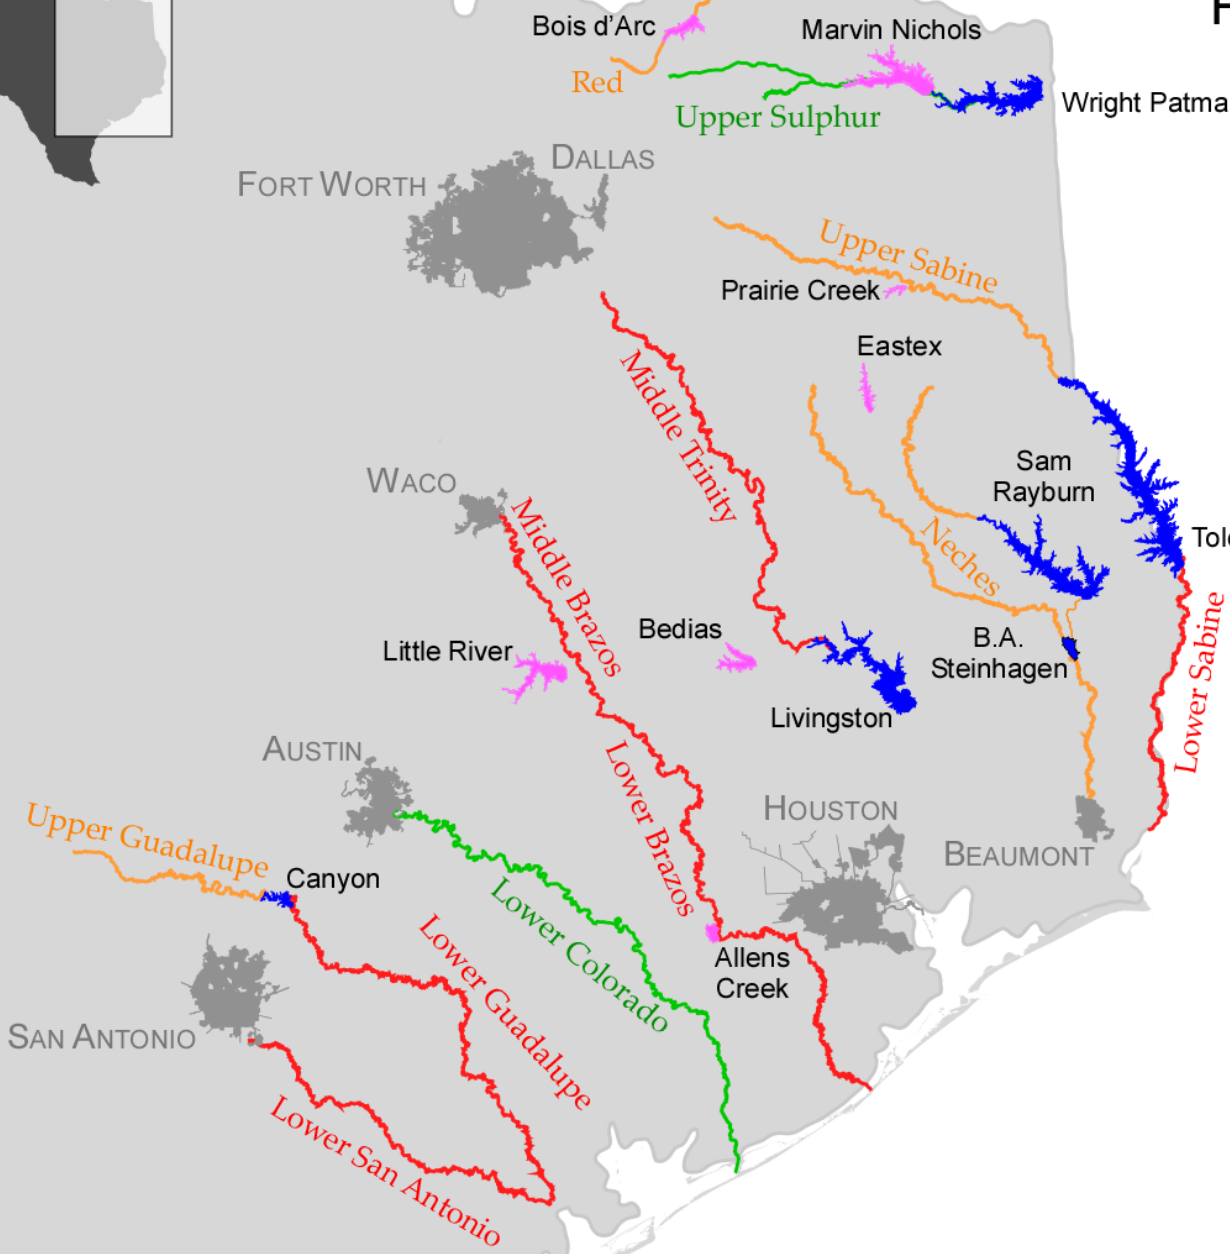 Bois d'Arc
Marvin Nichols
Red
Upper Sulphur
Wright Patma
DALLAS
FORT WORTH
Upper Sabine
Prairie Creek
Eastex
Middle Trinity
Sam
Rayburn
WACO
Middle Brazos
Neches
Tole
Bedias
Little River
B.A.
Steinhagen
Lower Sabine
Livingston
AUSTIN
Lower Brazos
HOUSTON
Upper Guadalupe
BEAUMONT
Canyon
Lower Colorado
Lower Guadalupe
Allens
Creek
SAN ANTONIO
Lower San Antonio